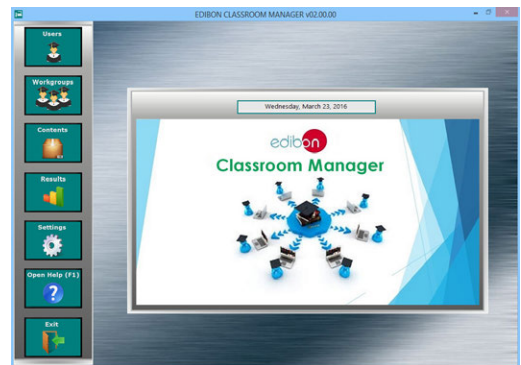 EDIBON CLASSROOM MANAGER v02.00.00
Users
Workgroups
Contents
Results
Settings
Open Help (F1)
?
Exit
Wednesday, March 23, 2016
edibon
Classroom Manager